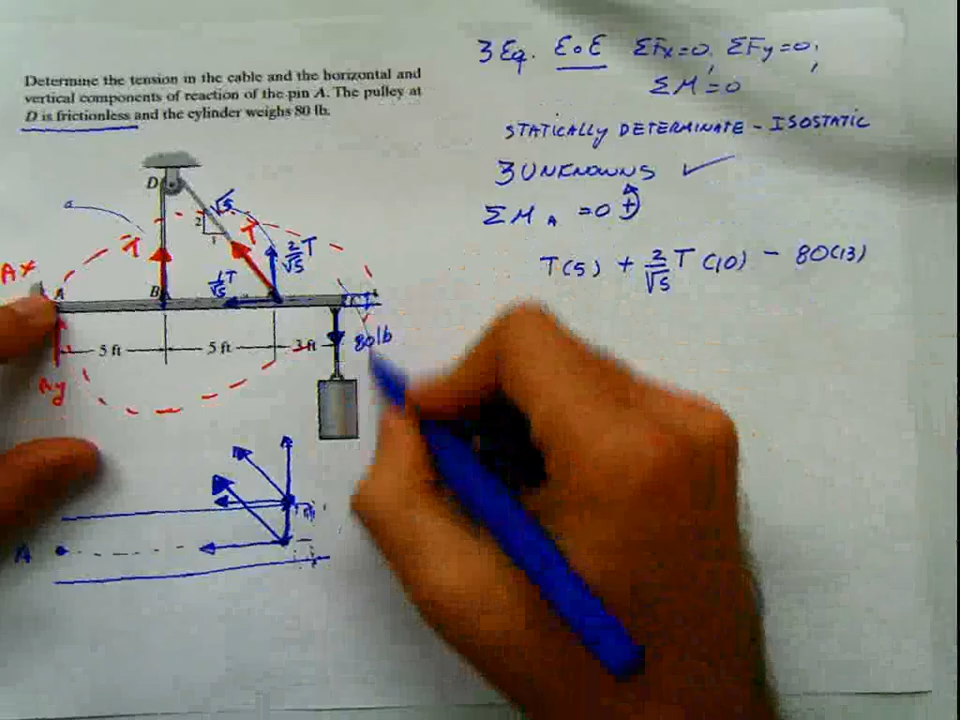 3 Eq. EoE ΣFx=0, ΣFy=0,
ΣM=0
Determine the tension in the cable and the horizontal and
vertical components of reaction of the pin A. The pulley at
D is frictionless and the cylinder weighs 80 lb.
STATICALLY DETERMINATE - ISOSTATIC
3 UNKNOWNS ✓
ΣM A =0 +
T(5) + 2/√5 T (10) - 80(13)
D
√5
2
1
T
T
2/√5 T
1/√5 T
Ax
A
B
80lb
5 ft
5 ft
3 ft
Ay
A